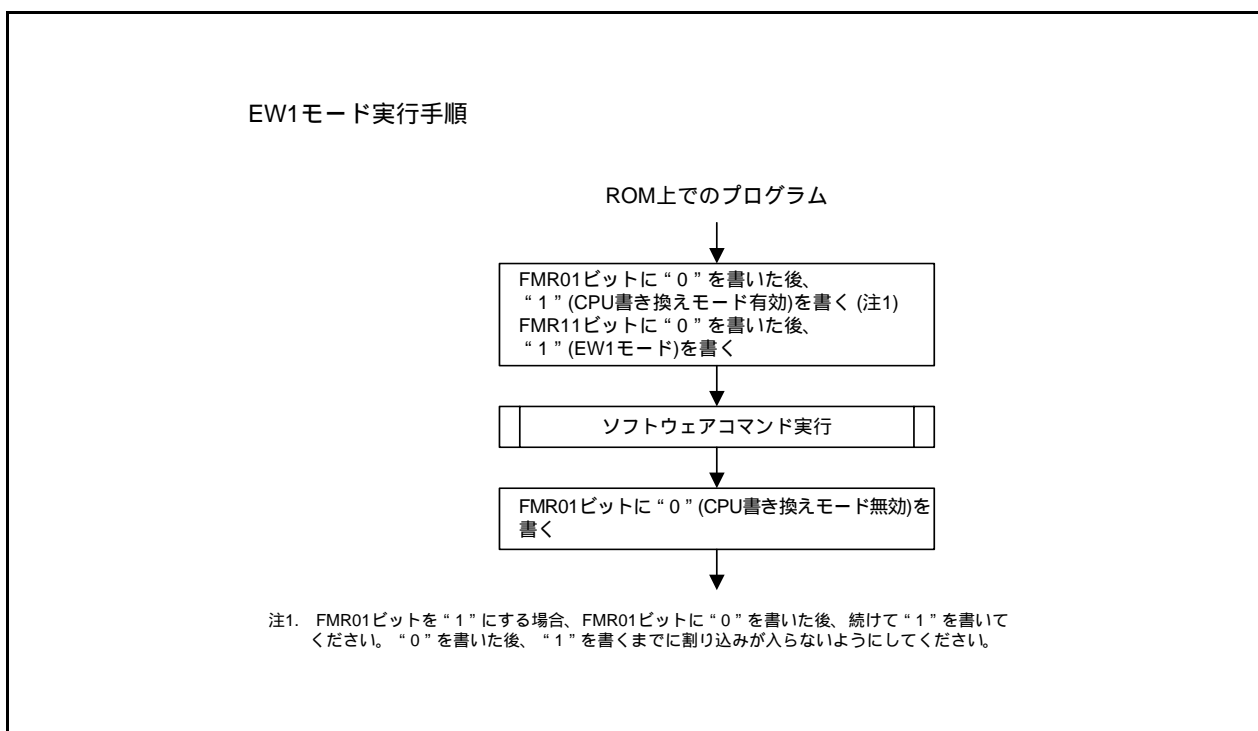 EW1モード実行手順
ROM上でのプログラム
FMR01ビットに“0”を書いた後、
“1”(CPU書き換えモード有効)を書く (注1)
FMR11ビットに“0”を書いた後、
“1”(EW1モード)を書く
ソフトウェアコマンド実行
FMR01ビットに“0”(CPU書き換えモード無効)を
書く
注1. FMR01ビットを“1”にする場合、FMR01ビットに“0”を書いた後、続けて“1”を書いて
ください。“0”を書いた後、“1”を書くまでに割り込みが入らないようにしてください。